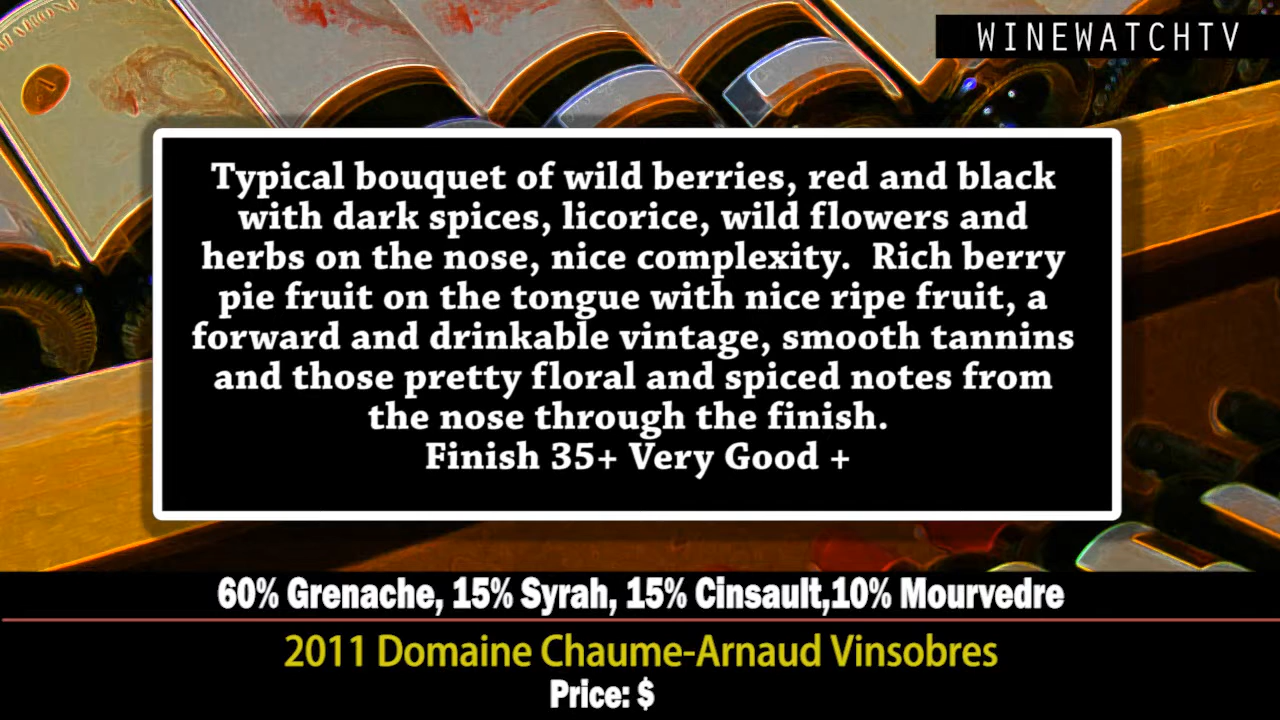 WINEWATCHTV
Typical bouquet of wild berries, red and black
with dark spices, licorice, wild flowers and
herbs on the nose, nice complexity.  Rich berry
pie fruit on the tongue with nice ripe fruit, a
forward and drinkable vintage, smooth tannins
and those pretty floral and spiced notes from
the nose through the finish.
Finish 35+ Very Good +
60% Grenache, 15% Syrah, 15% Cinsault,10% Mourvedre
2011 Domaine Chaume-Arnaud Vinsobres
Price: $